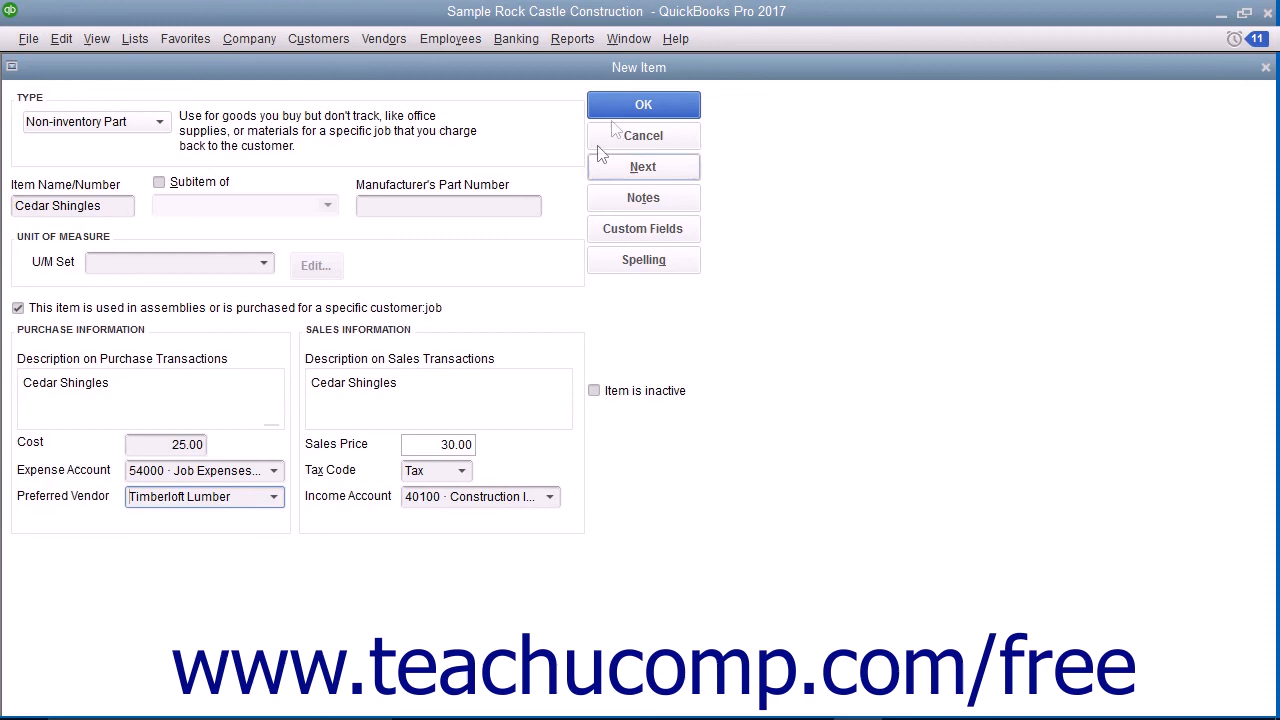 qb
Sample Rock Castle Construction - QuickBooks Pro 2017
File Edit View Lists Favorites Company Customers Vendors Employees Banking Reports Window Help
11
New Item
TYPE
Non-inventory Part
Use for goods you buy but don't track, like office
supplies, or materials for a specific job that you charge
back to the customer.
OK
Cancel
Next
Notes
Custom Fields
Spelling
Item Name/Number
Subitem of
Manufacturer's Part Number
Cedar Shingles
UNIT OF MEASURE
U/M Set
Edit...
This item is used in assemblies or is purchased for a specific customer:job
PURCHASE INFORMATION
Description on Purchase Transactions
Cedar Shingles
Cost 25.00
Expense Account 54000 · Job Expenses...
Preferred Vendor Timberloft Lumber
SALES INFORMATION
Description on Sales Transactions
Cedar Shingles
Sales Price 30.00
Tax Code Tax
Income Account 40100 · Construction I...
Item is inactive
www.teachucomp.com/free